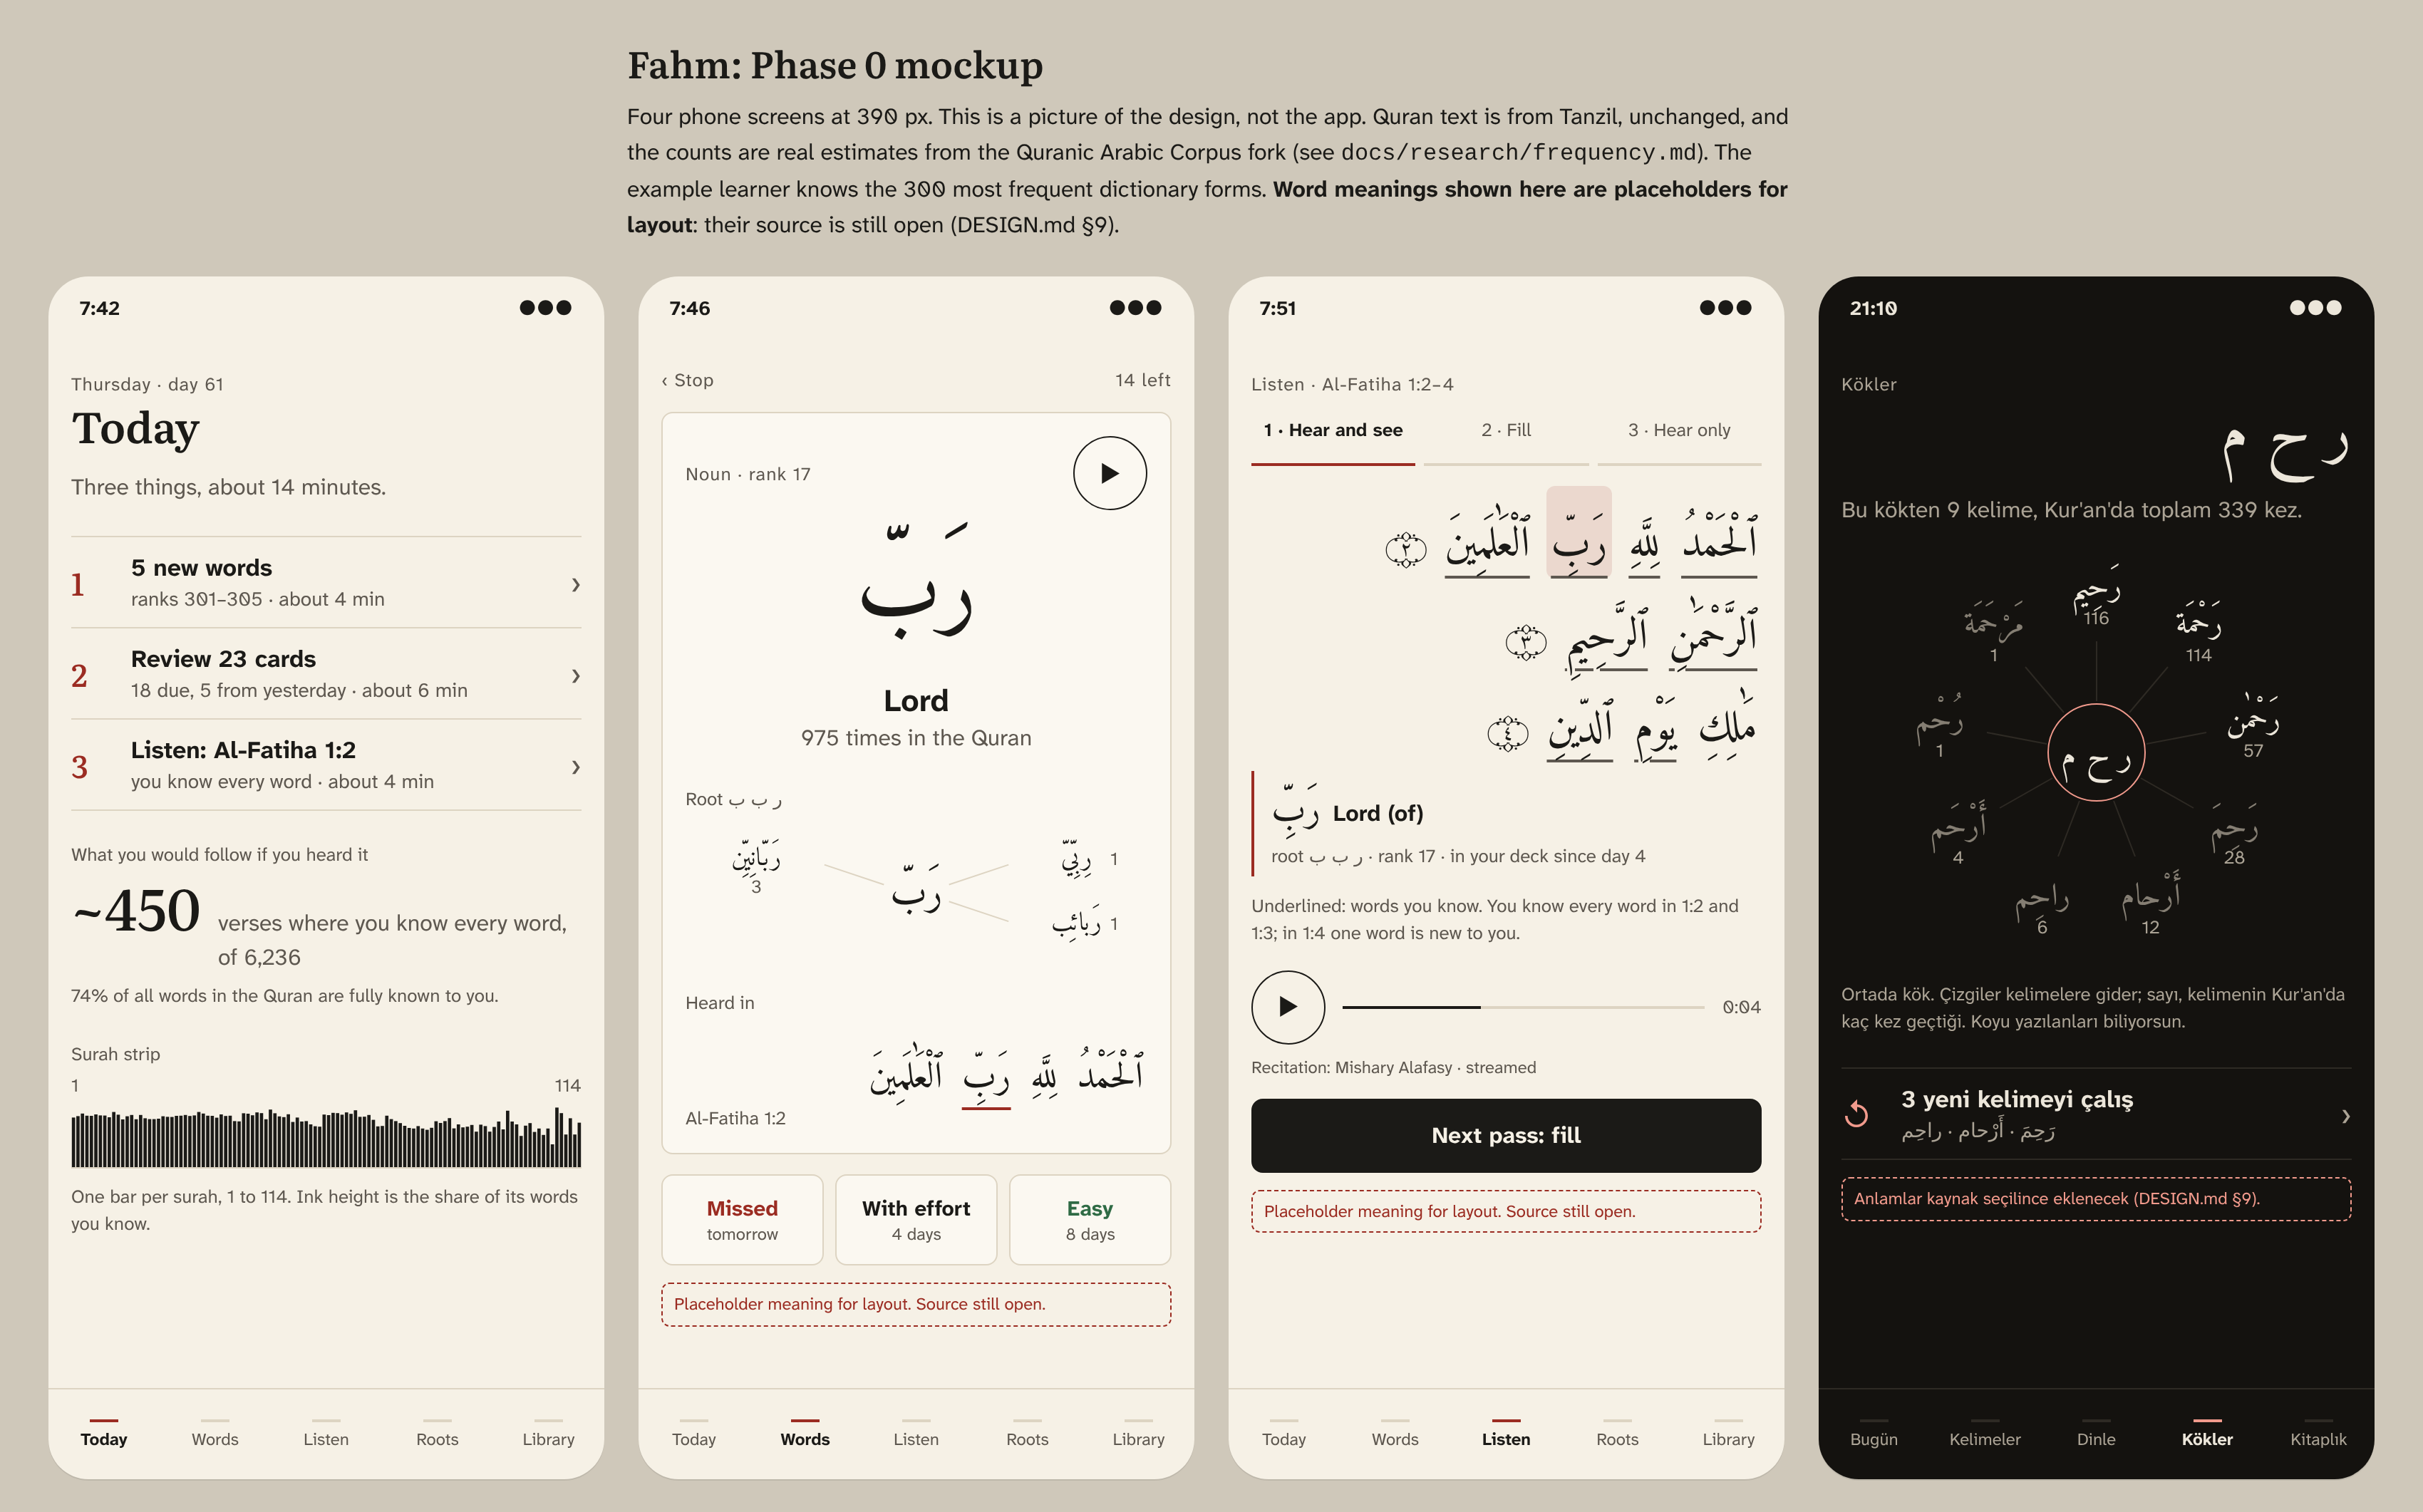 Fahm: Phase 0 mockup
Four phone screens at 390 px. This is a picture of the design, not the app. Quran text is from Tanzil, unchanged, and
the counts are real estimates from the Quranic Arabic Corpus fork (see docs/research/frequency.md). The
example learner knows the 300 most frequent dictionary forms. Word meanings shown here are placeholders for
layout: their source is still open (DESIGN.md §9).
7:42
Thursday · day 61
Today
Three things, about 14 minutes.
1
5 new words
ranks 301–305 · about 4 min
›
2
Review 23 cards
18 due, 5 from yesterday · about 6 min
›
3
Listen: Al-Fatiha 1:2
you know every word · about 4 min
›
What you would follow if you heard it
~450 verses where you know every word,
of 6,236
74% of all words in the Quran are fully known to you.
Surah strip
1 114
One bar per surah, 1 to 114. Ink height is the share of its words
you know.
Today Words Listen Roots Library
7:46
‹ Stop 14 left
Noun · rank 17
رَبّ
Lord
975 times in the Quran
Root ر ب ب
رَبّانِيِّن
3
رَبّ
رِبِّيّ 1
رَبائِب 1
Heard in
ٱلْحَمْدُ لِلَّهِ رَبِّ ٱلْعَٰلَمِينَ
Al-Fatiha 1:2
Missed
tomorrow
With effort
4 days
Easy
8 days
Placeholder meaning for layout. Source still open.
Today Words Listen Roots Library
7:51
Listen · Al-Fatiha 1:2–4
1 · Hear and see 2 · Fill 3 · Hear only
ٱلْحَمْدُ لِلَّهِ رَبِّ ٱلْعَٰلَمِينَ ۝٢
ٱلرَّحْمَٰنِ ٱلرَّحِيمِ ۝٣
مَٰلِكِ يَوْمِ ٱلدِّينِ ۝٤
رَبِّ Lord (of)
root ر ب ب · rank 17 · in your deck since day 4
Underlined: words you know. You know every word in 1:2 and
1:3; in 1:4 one word is new to you.
0:04
Recitation: Mishary Alafasy · streamed
Next pass: fill
Placeholder meaning for layout. Source still open.
Today Words Listen Roots Library
21:10
Kökler
ر ح م
Bu kökten 9 kelime, Kur'an'da toplam 339 kez.
رَحِيم
116
رَحْمَة
114
رَحْمٰن
57
رَحِمَ
28
أَرْحام
12
راحِم
6
أَرْحَم
4
رُحْم
1
مَرْحَمَة
1
ر ح م
Ortada kök. Çizgiler kelimelere gider; sayı, kelimenin Kur'an'da
kaç kez geçtiği. Koyu yazılanları biliyorsun.
3 yeni kelimeyi çalış
رَحِمَ · أَرْحام · راحِم
›
Anlamlar kaynak seçilince eklenecek (DESIGN.md §9).
Bugün Kelimeler Dinle Kökler Kitaplık